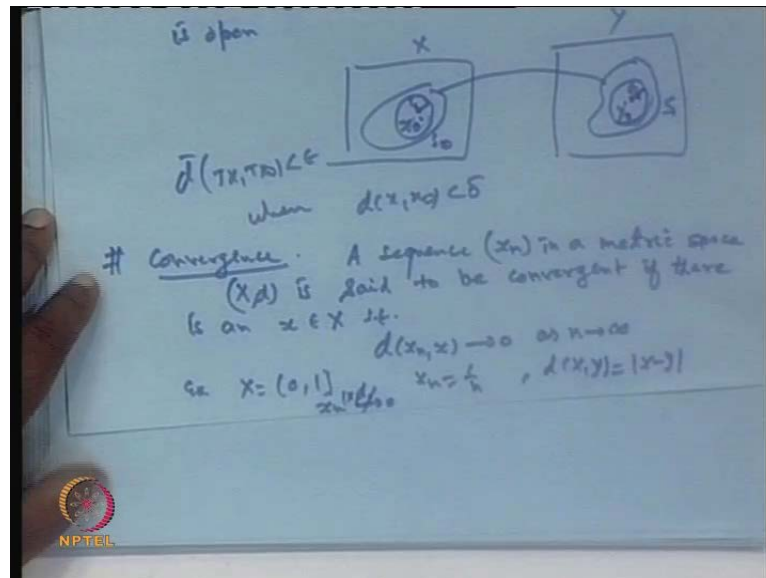 is open
X Y
x₀
S₀ S
d̄(Tx, Tx₀) < ε
when d(x, x₀) < δ
# Convergence. A sequence (xₙ) in a metric space
(X,d) is said to be convergent if there
is an x ∈ X s.t.
d(xₙ, x) → 0 as n → ∞
Ex X = (0, 1] xₙ = 1/n , d(x,y) = |x-y|
NPTEL